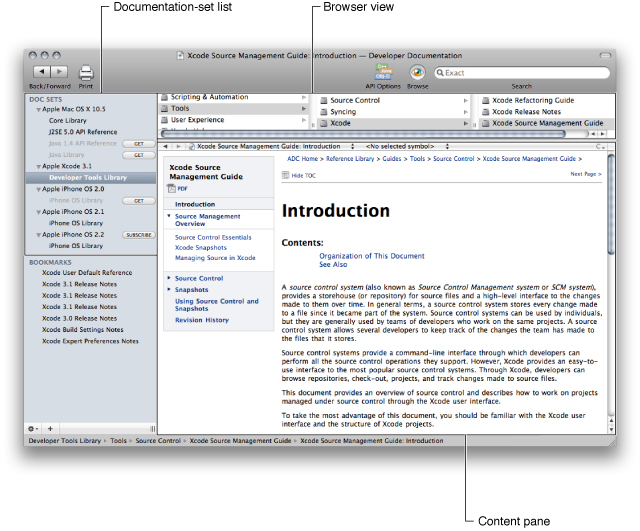 Documentation-set list
Browser view
Xcode Source Management Guide: Introduction — Developer Documentation
Back/Forward
Print
API Options
Browse
Exact
Search
DOC SETS
Apple Mac OS X 10.5
Core Library
J2SE 5.0 API Reference
Java 1.4 API Reference
GET
Java Library
GET
Apple Xcode 3.1
Developer Tools Library
Apple iPhone OS 2.0
iPhone OS Library
GET
Apple iPhone OS 2.1
iPhone OS Library
Apple iPhone OS 2.2
SUBSCRIBE
iPhone OS Library
BOOKMARKS
Xcode User Default Reference
Xcode 3.1 Release Notes
Xcode 3.1 Release Notes
Xcode 3.1 Release Notes
Xcode 3.0 Release Notes
Xcode Build Settings Notes
Xcode Expert Preferences Notes
Scripting & Automation
Tools
User Experience
Source Control
Syncing
Xcode
Xcode Refactoring Guide
Xcode Release Notes
Xcode Source Management Guide
Xcode Source Management Guide: Introduction
<No selected symbol>
C
Xcode Source
Management Guide
PDF
Introduction
Source Management
Overview
Source Control Essentials
Xcode Snapshots
Managing Source in Xcode
Source Control
Snapshots
Using Source Control and
Snapshots
Revision History
ADC Home > Reference Library > Guides > Tools > Source Control > Xcode Source Management Guide >
Hide TOC
Next Page >
Introduction
Contents:
Organization of This Document
See Also
A source control system (also known as Source Control Management system or SCM system),
provides a storehouse (or repository) for source files and a high-level interface to the changes
made to them over time. In general terms, a source control system stores every change made
to a file since it became part of the system. Source control systems can be used by individuals,
but they are generally used by teams of developers who work on the same projects. A source
control system allows several developers to keep track of the changes the team has made to
the files that it stores.
Source control systems provide a command-line interface through which developers can
perform all the source control operations they support. However, Xcode provides an easy-to-
use interface to the most popular source control systems. Through Xcode, developers can
browse repositories, check-out, projects, and track changes made to source files.
This document provides an overview of source control and describes how to work on projects
managed under source control through the Xcode user interface.
To take the most advantage of this document, you should be familiar with the Xcode user
interface and the structure of Xcode projects.
Developer Tools Library ▸ Tools ▸ Source Control ▸ Xcode Source Management Guide ▸ Xcode Source Management Guide: Introduction
Content pane